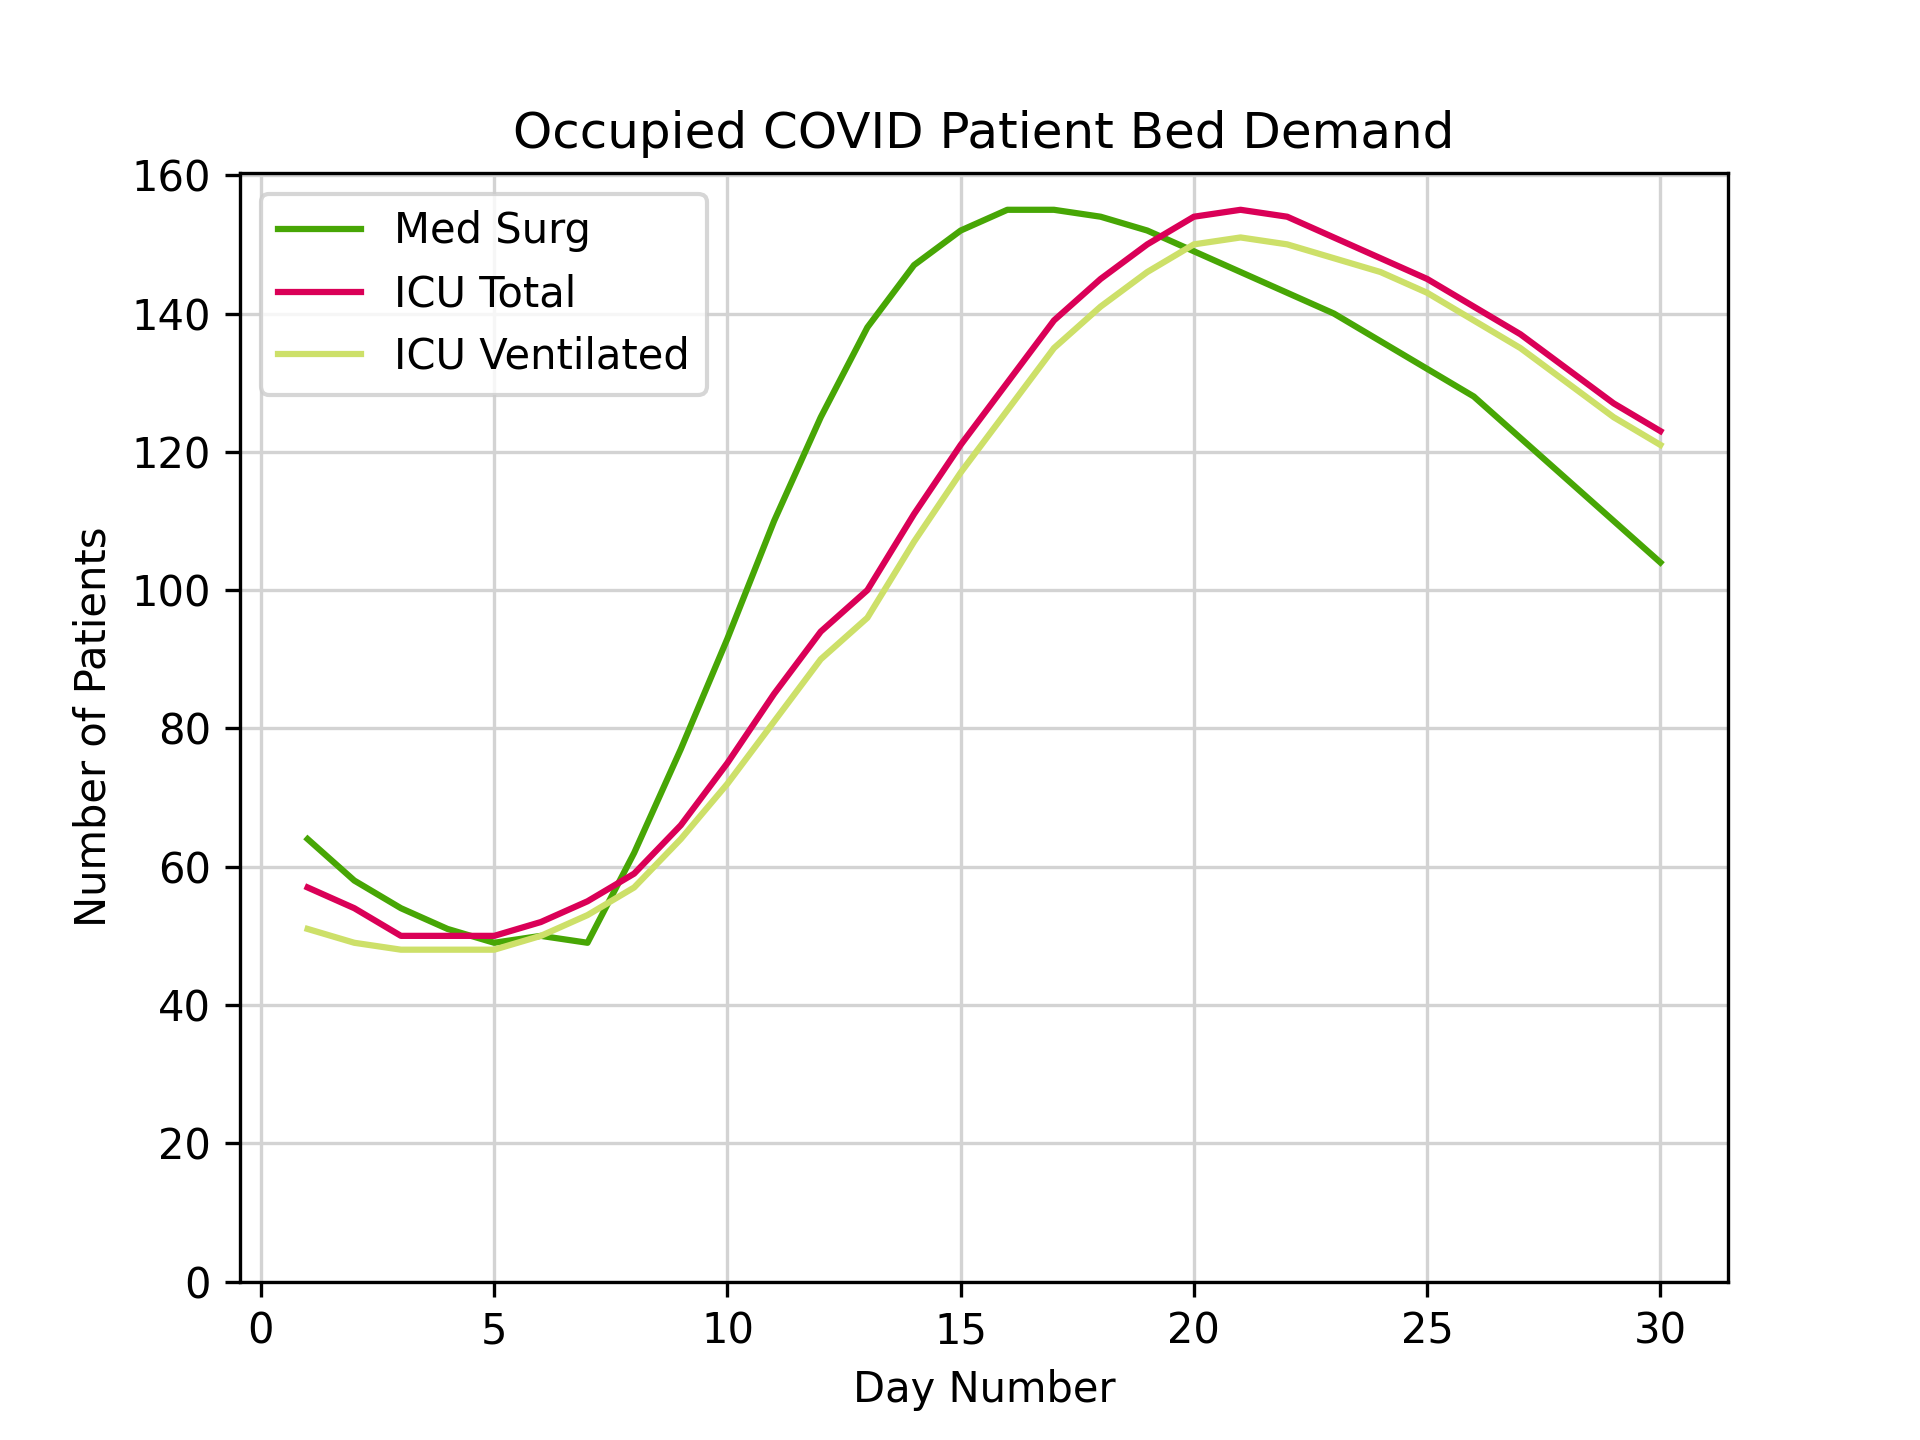 Occupied COVID Patient Bed Demand
160
140
120
100
80
60
40
20
0
Med Surg
ICU Total
ICU Ventilated
Number of Patients
0 5 10 15 20 25 30
Day Number